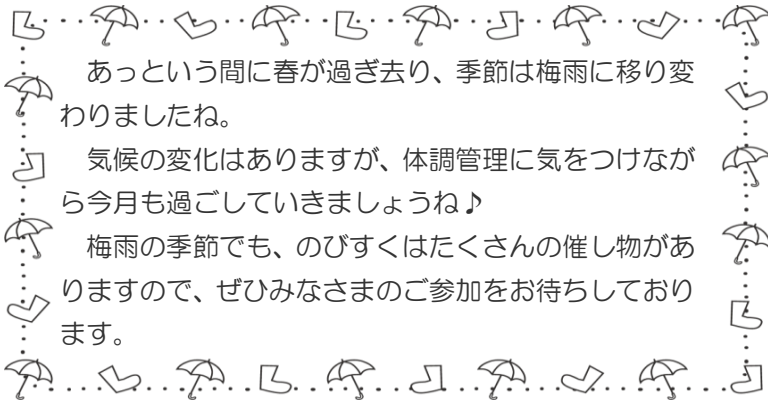 あっという間に春が過ぎ去り、季節は梅雨に移り変
わりましたね。
　気候の変化はありますが、体調管理に気をつけなが
ら今月も過ごしていきましょうね♪
　梅雨の季節でも、のびすくはたくさんの催し物があ
りますので、ぜひみなさまのご参加をお待ちしており
ます。